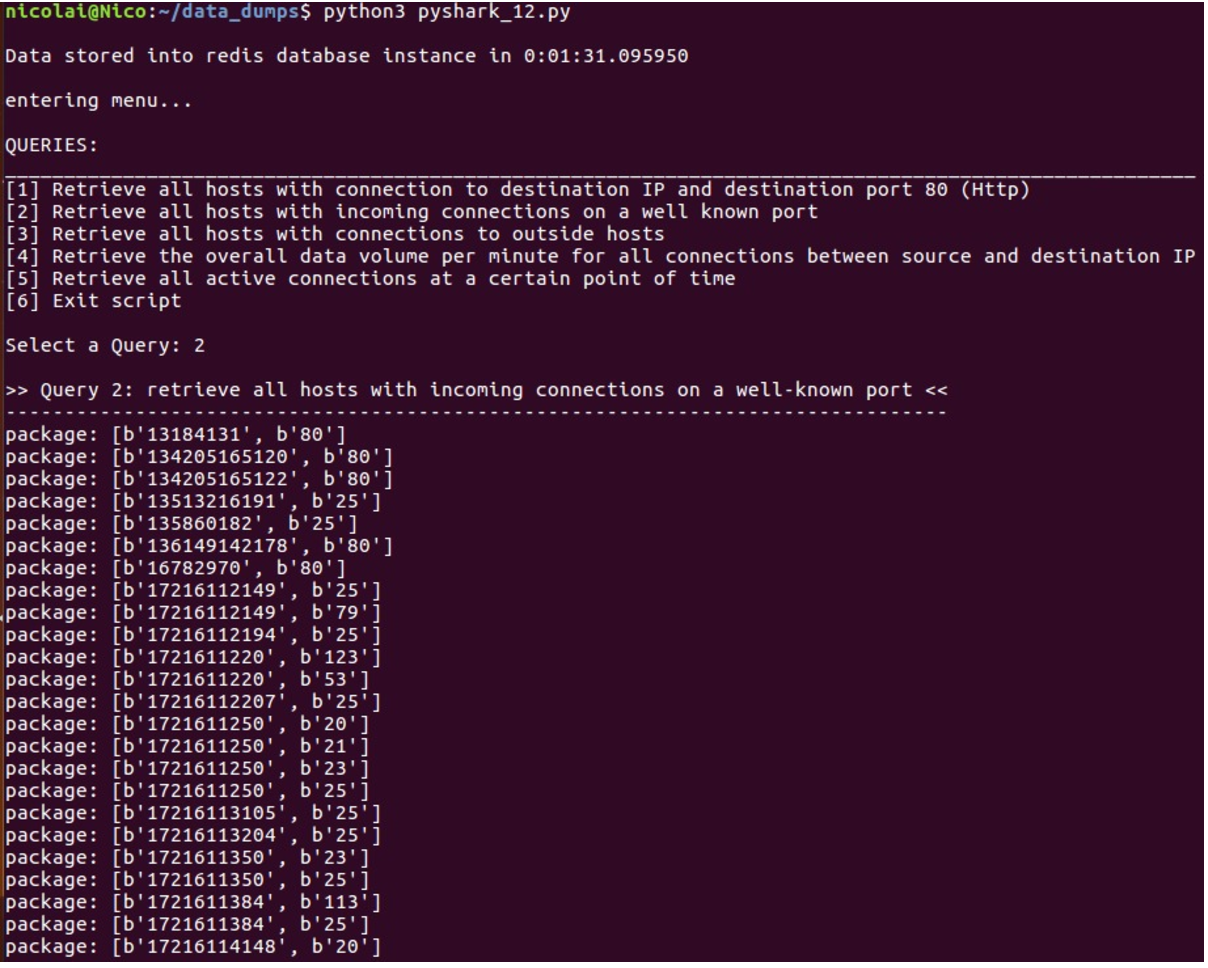 nicolai@Nico:~/data_dumps$ python3 pyshark_12.py
Data stored into redis database instance in 0:01:31.095950
entering menu...
QUERIES:
[1] Retrieve all hosts with connection to destination IP and destination port 80 (Http)
[2] Retrieve all hosts with incoming connections on a well known port
[3] Retrieve all hosts with connections to outside hosts
[4] Retrieve the overall data volume per minute for all connections between source and destination IP
[5] Retrieve all active connections at a certain point of time
[6] Exit script
Select a Query: 2
>> Query 2: retrieve all hosts with incoming connections on a well-known port <<
--------------------------------------------------------------------------------
package: [b'13184131', b'80']
package: [b'134205165120', b'80']
package: [b'134205165122', b'80']
package: [b'13513216191', b'25']
package: [b'135860182', b'25']
package: [b'136149142178', b'80']
package: [b'16782970', b'80']
package: [b'17216112149', b'25']
package: [b'17216112149', b'79']
package: [b'17216112194', b'25']
package: [b'1721611220', b'123']
package: [b'1721611220', b'53']
package: [b'17216112207', b'25']
package: [b'1721611250', b'20']
package: [b'1721611250', b'21']
package: [b'1721611250', b'23']
package: [b'1721611250', b'25']
package: [b'17216113105', b'25']
package: [b'17216113204', b'25']
package: [b'1721611350', b'23']
package: [b'1721611350', b'25']
package: [b'1721611384', b'113']
package: [b'1721611384', b'25']
package: [b'17216114148', b'20']